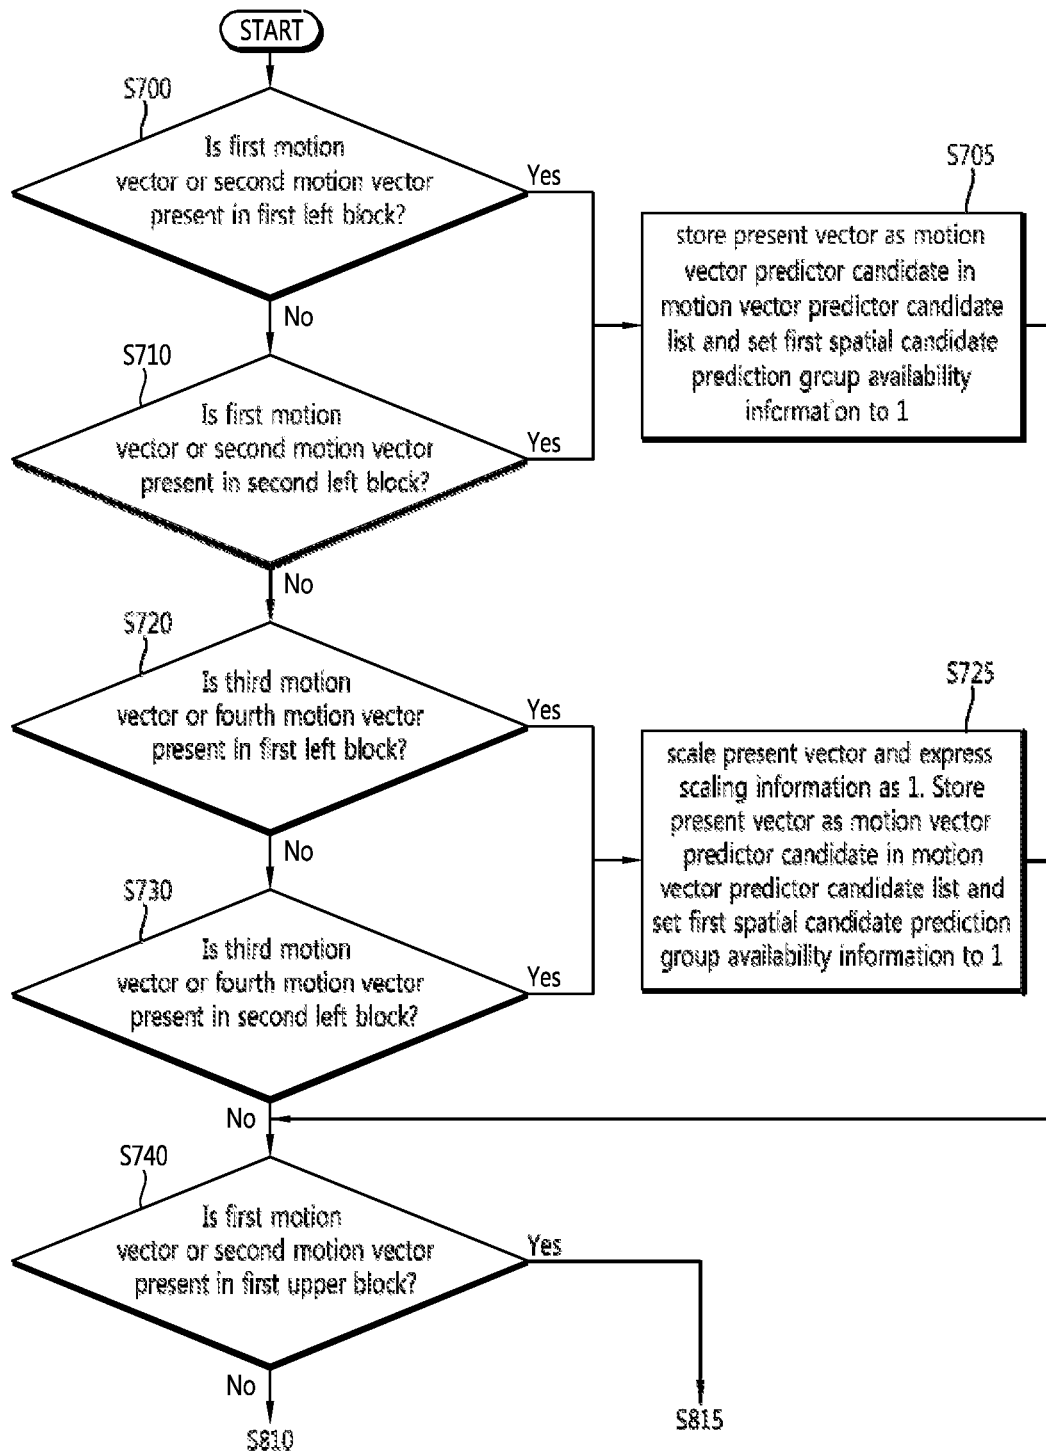 START
S700
Is first motion
vector or second motion vector
present in first left block?
Yes
No
S705
store present vector as motion
vector predictor candidate in
motion vector predictor candidate
list and set first spatial candidate
prediction group availability
information to 1
S710
Is first motion
vector or second motion vector
present in second left block?
Yes
No
S720
Is third motion
vector or fourth motion vector
present in first left block?
Yes
No
S725
scale present vector and express
scaling information as 1. Store
present vector as motion vector
predictor candidate in motion
vector predictor candidate list and
set first spatial candidate prediction
group availability information to 1
S730
Is third motion
vector or fourth motion vector
present in second left block?
Yes
No
S740
Is first motion
vector or second motion vector
present in first upper block?
Yes
No
S815
S810